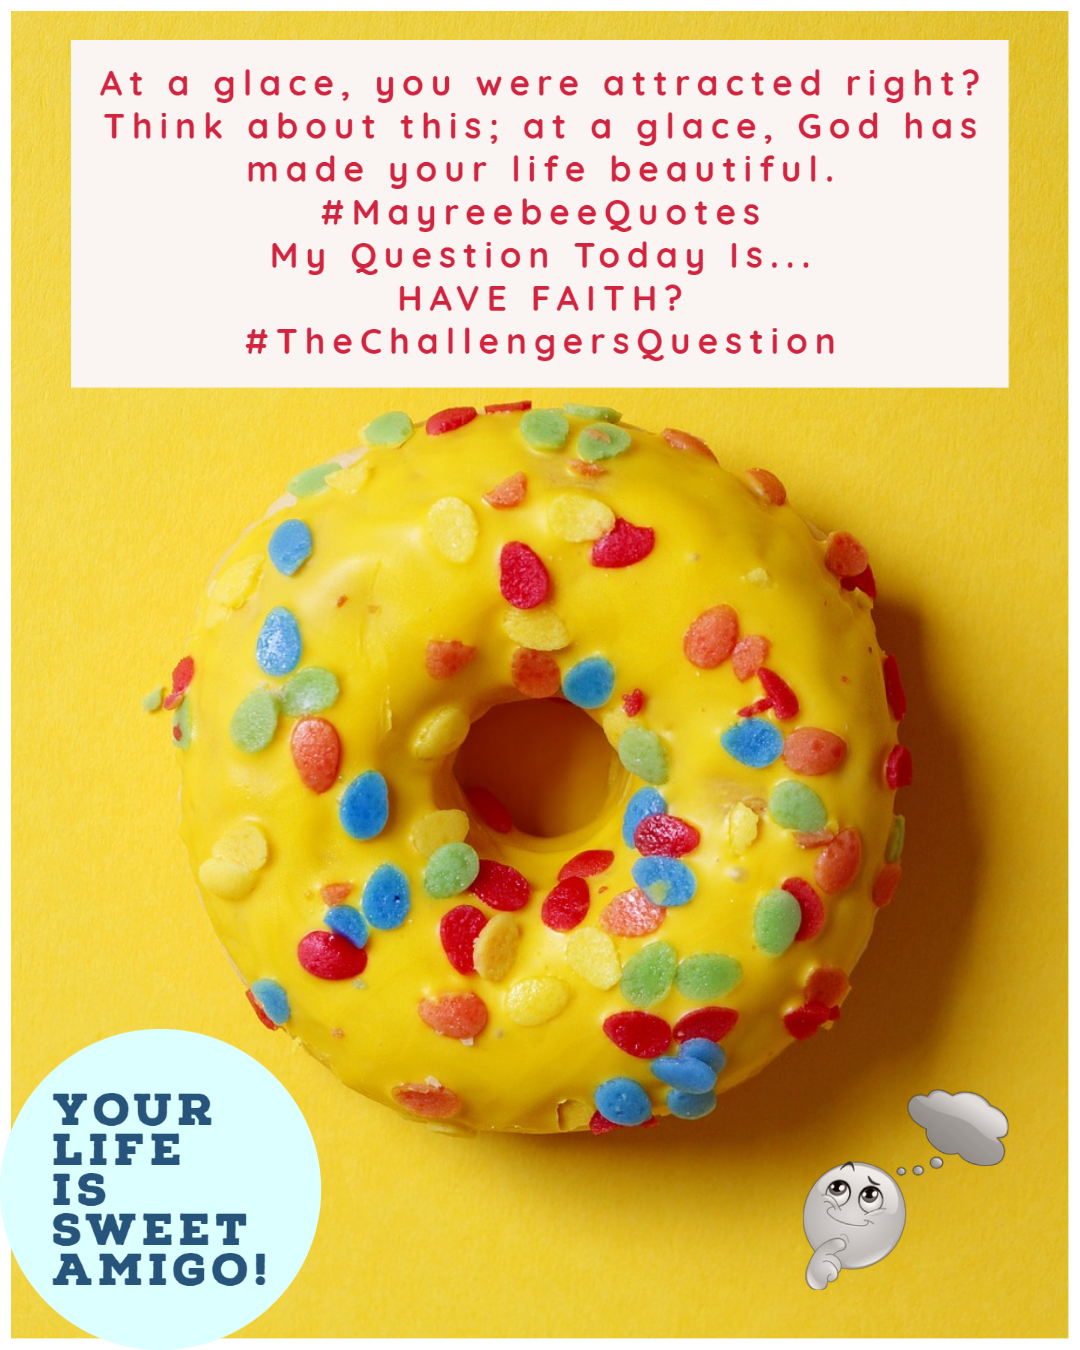 At a glace, you were attracted right?
Think about this; at a glace, God has
made your life beautiful.
#MayreebeeQuotes
My Question Today Is...
HAVE FAITH?
#TheChallengersQuestion
YOUR
LIFE
IS
SWEET
AMIGO!